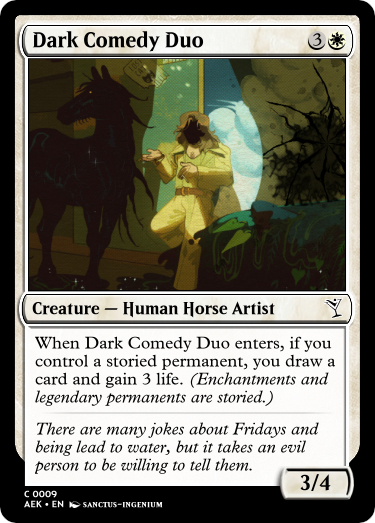 Dark Comedy Duo 3
Creature — Human Horse Artist
When Dark Comedy Duo enters, if you
control a storied permanent, you draw a
card and gain 3 life. (Enchantments and
legendary permanents are storied.)
There are many jokes about Fridays and
being lead to water, but it takes an evil
person to be willing to tell them.
3/4
C 0009
AEK • EN SANCTUS-INGENIUM